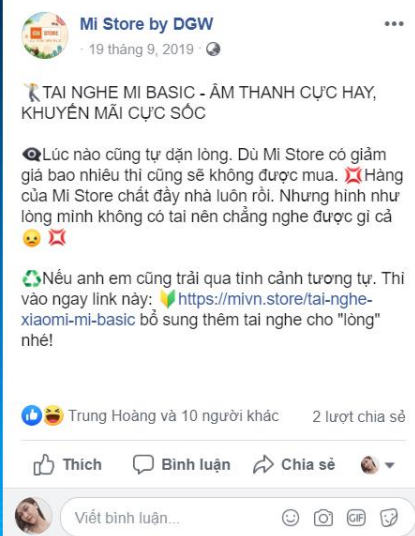 Mi Store by DGW
19 tháng 9, 2019 ·
TAI NGHE MI BASIC - ÂM THANH CỰC HAY,
KHUYẾN MÃI CỰC SỐC
Lúc nào cũng tự dặn lòng. Dù Mi Store có giảm
giá bao nhiêu thì cũng sẽ không được mua. 💢Hàng
của Mi Store chất đầy nhà luôn rồi. Nhưng hình như
lòng mình không có tai nên chẳng nghe được gì cả
😦 💢
♻Nếu anh em cũng trải qua tình cảnh tương tự. Thì
vào ngay link này: 🔰https://mivn.store/tai-nghe-
xiaomi-mi-basic bổ sung thêm tai nghe cho "lòng"
nhé!
Trung Hoàng và 10 người khác 2 lượt chia sẻ
Thích Bình luận Chia sẻ
Viết bình luận... GIF